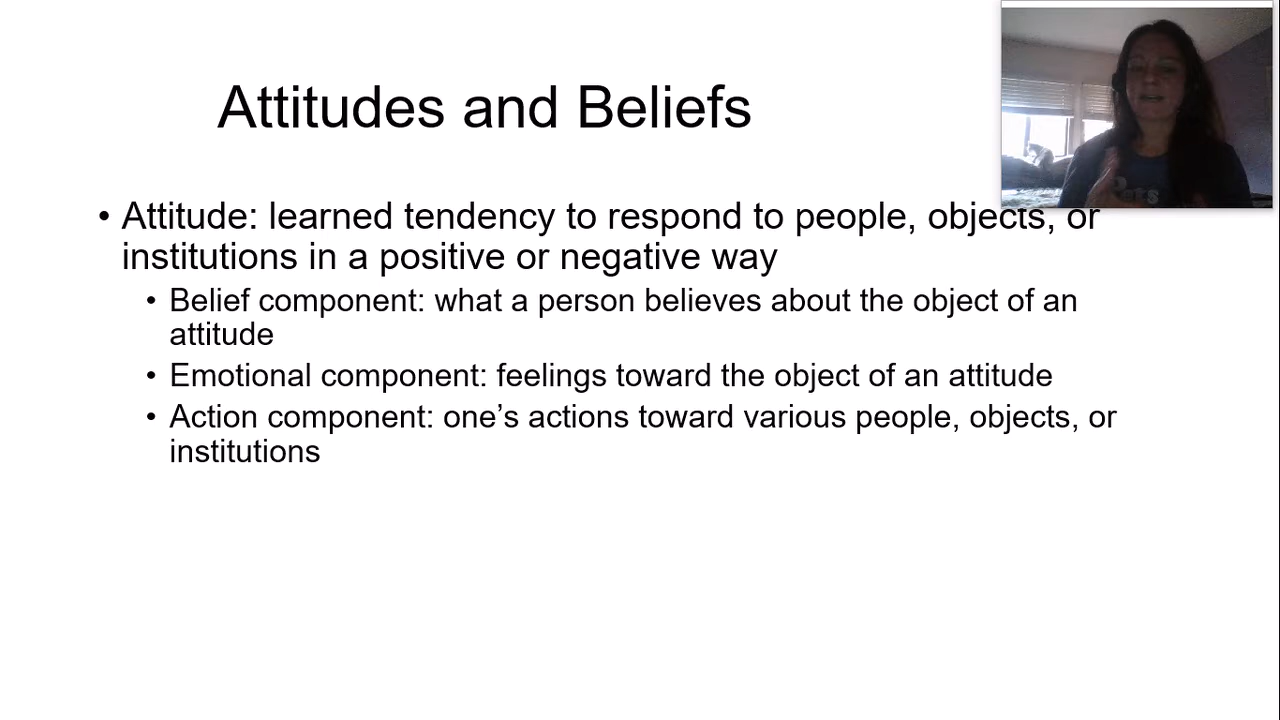 Attitudes and Beliefs
• Attitude: learned tendency to respond to people, objects, or
institutions in a positive or negative way
• Belief component: what a person believes about the object of an
attitude
• Emotional component: feelings toward the object of an attitude
• Action component: one’s actions toward various people, objects, or
institutions